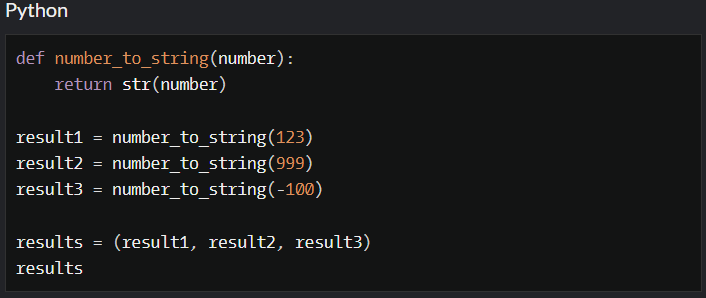 Python
def number_to_string(number):
    return str(number)
result1 = number_to_string(123)
result2 = number_to_string(999)
result3 = number_to_string(-100)
results = (result1, result2, result3)
results